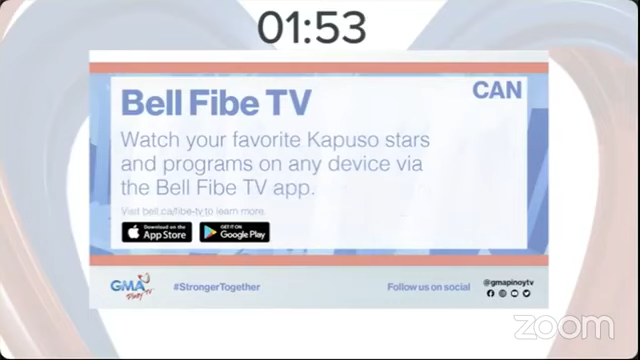 01:53
Bell Fibe TV
CAN
Watch your favorite Kapuso stars
and programs on any device via
the Bell Fibe TV app.
Visit bell.ca/fibe-tv to learn more.
Download on the
App Store
GET IT ON
Google Play
GMA
Pinoy TV
#StrongerTogether
Follow us on social
@gmapinoytv
zoom